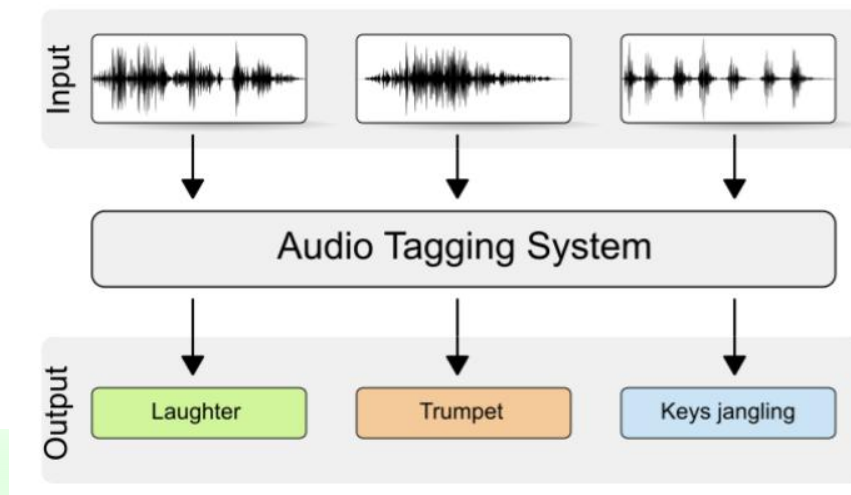 Input
Audio Tagging System
Output
Laughter
Trumpet
Keys jangling